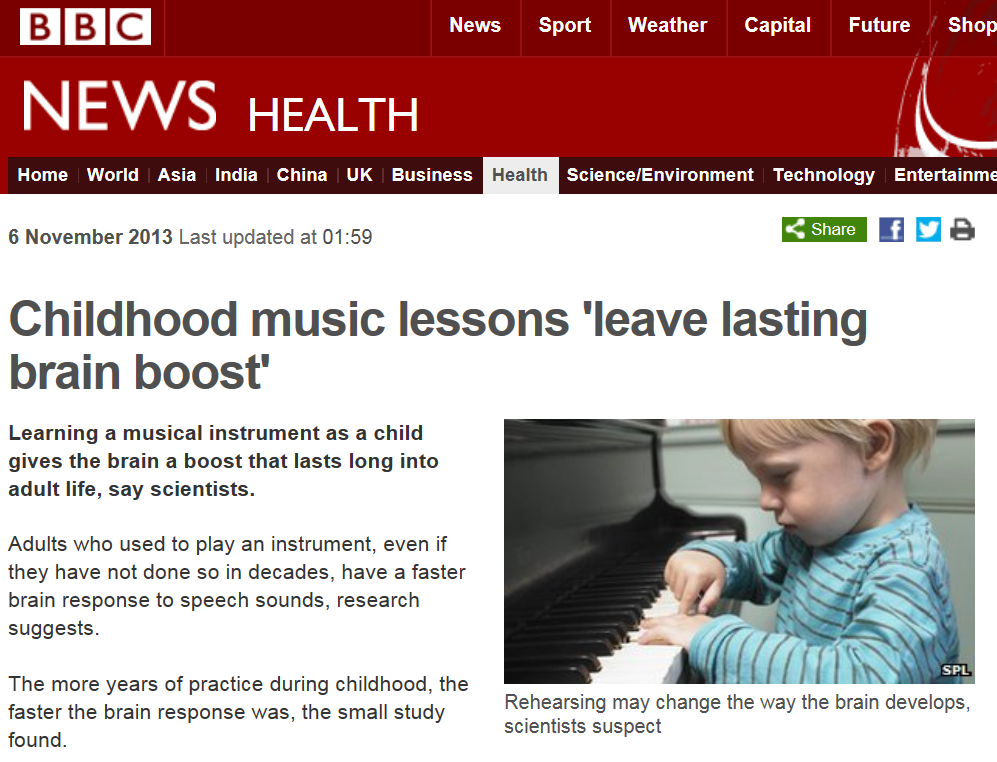 BBC News Sport Weather Capital Future Shop
NEWS HEALTH
Home World Asia India China UK Business Health Science/Environment Technology Entertainme
6 November 2013 Last updated at 01:59 Share
Childhood music lessons 'leave lasting
brain boost'
Learning a musical instrument as a child
gives the brain a boost that lasts long into
adult life, say scientists.
Adults who used to play an instrument, even if
they have not done so in decades, have a faster
brain response to speech sounds, research
suggests.
The more years of practice during childhood, the
faster the brain response was, the small study
found.
SPL
Rehearsing may change the way the brain develops,
scientists suspect